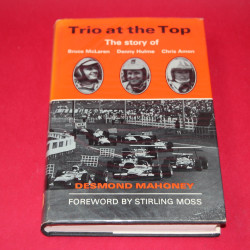 Trio at the Top
The story of
Bruce McLaren Denny Hulme Chris Amon
DESMOND MAHONEY
FOREWORD BY STIRLING MOSS